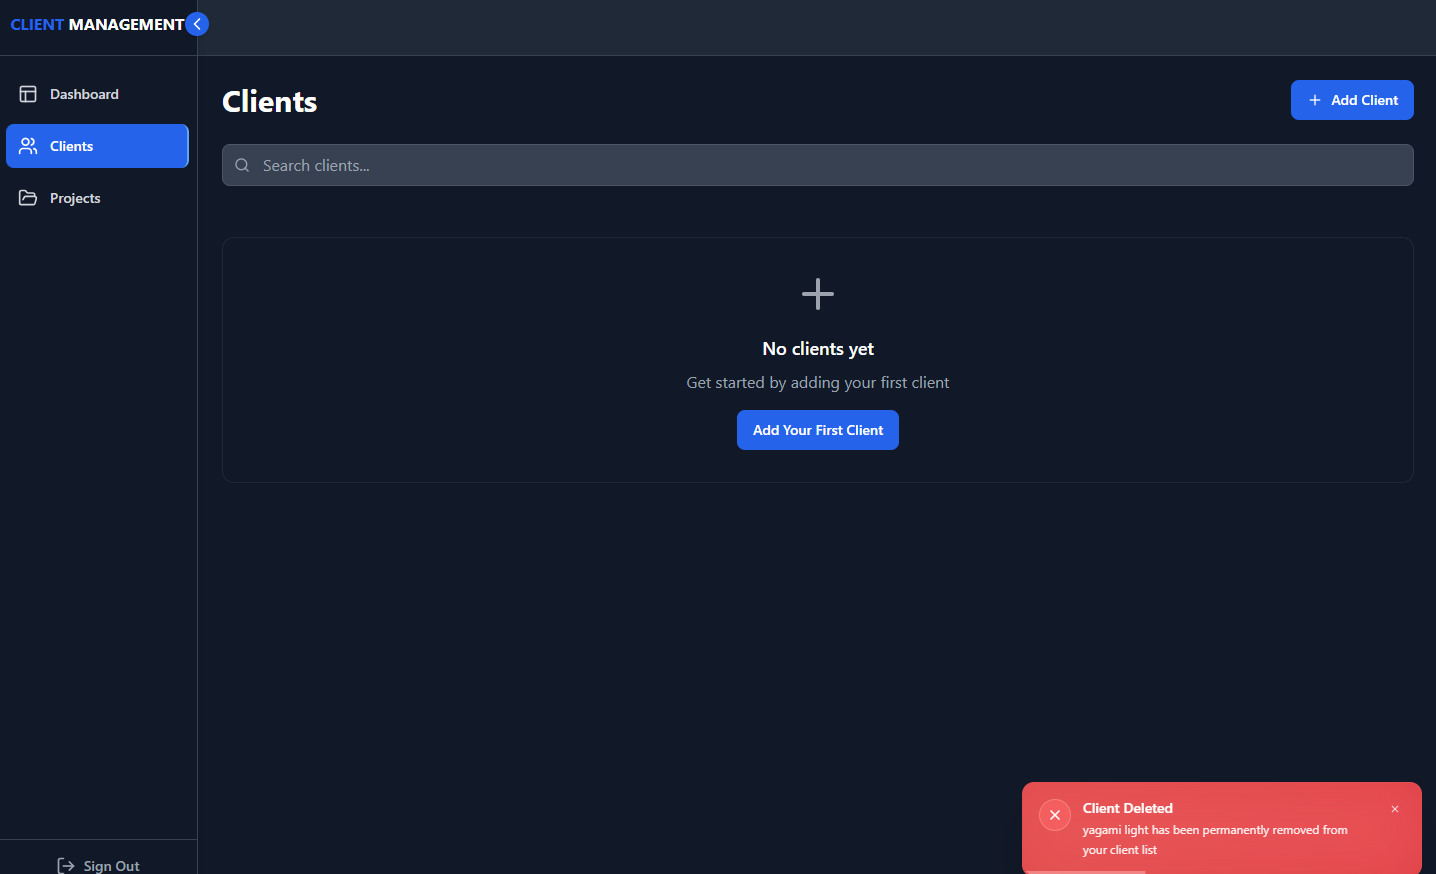 CLIENT MANAGEMENT
Dashboard
Clients
Projects
Sign Out
Clients
Add Client
Search clients...
No clients yet
Get started by adding your first client
Add Your First Client
Client Deleted
yagami light has been permanently removed from
your client list